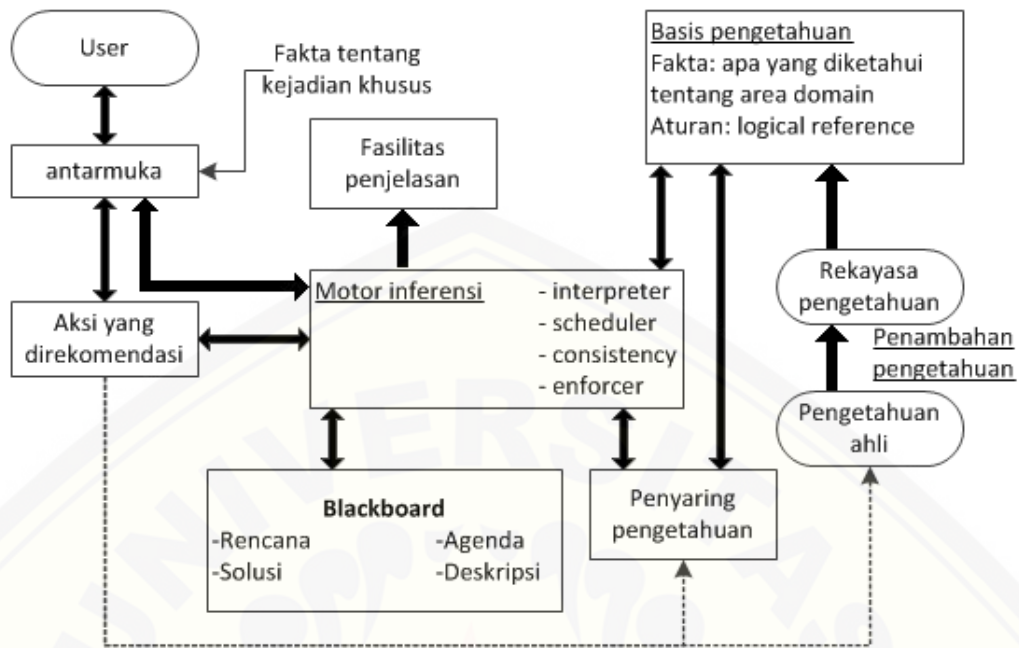 User
Fakta tentang
kejadian khusus
antarmuka
Fasilitas
penjelasan
Basis pengetahuan
Fakta: apa yang diketahui
tentang area domain
Aturan: logical reference
Aksi yang
direkomendasi
Motor inferensi
- interpreter
- scheduler
- consistency
- enforcer
Rekayasa
pengetahuan
Penambahan
pengetahuan
Pengetahuan
ahli
Blackboard
-Rencana
-Agenda
-Solusi
-Deskripsi
Penyaring
pengetahuan
UNIVERSITA